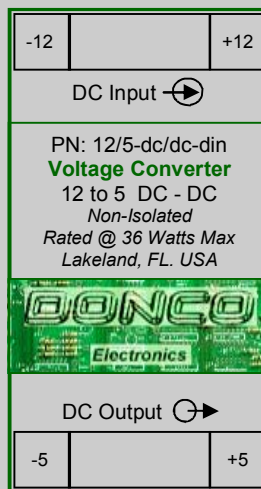 -12 +12
DC Input
PN: 12/5-dc/dc-din
Voltage Converter
12 to 5 DC - DC
Non-Isolated
Rated @ 36 Watts Max
Lakeland, FL. USA
DONCO
Electronics
DC Output
-5 +5